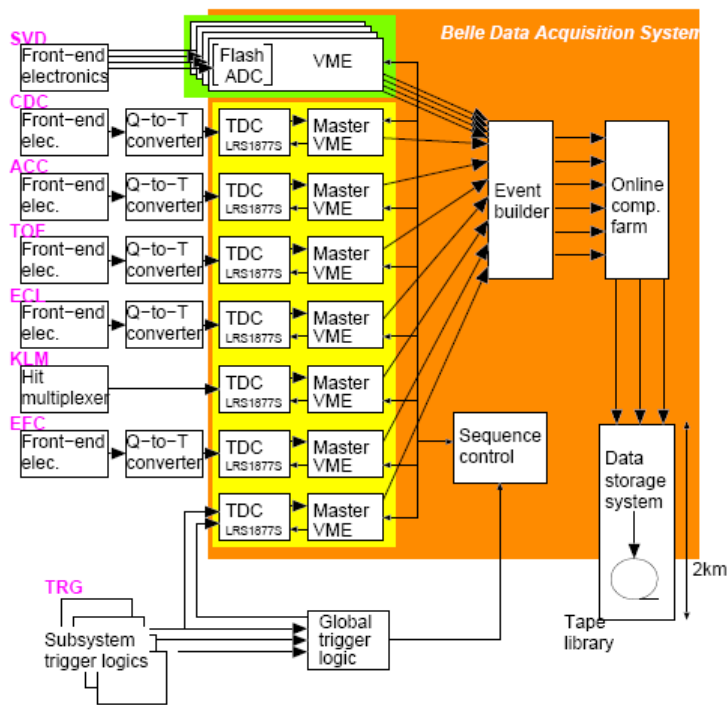 Belle Data Acquisition System
SVD
Front-end
electronics
Flash
ADC
VME
CDC
Front-end
elec.
Q-to-T
converter
TDC
LRS1877S
Master
VME
ACC
Front-end
elec.
Q-to-T
converter
TDC
LRS1877S
Master
VME
TOF
Front-end
elec.
Q-to-T
converter
TDC
LRS1877S
Master
VME
ECL
Front-end
elec.
Q-to-T
converter
TDC
LRS1877S
Master
VME
KLM
Hit
multiplexer
TDC
LRS1877S
Master
VME
EFC
Front-end
elec.
Q-to-T
converter
TDC
LRS1877S
Master
VME
TDC
LRS1877S
Master
VME
Event
builder
Online
comp.
farm
Sequence
control
Data
storage
system
2km
Tape
library
TRG
Subsystem
trigger logics
Global
trigger
logic